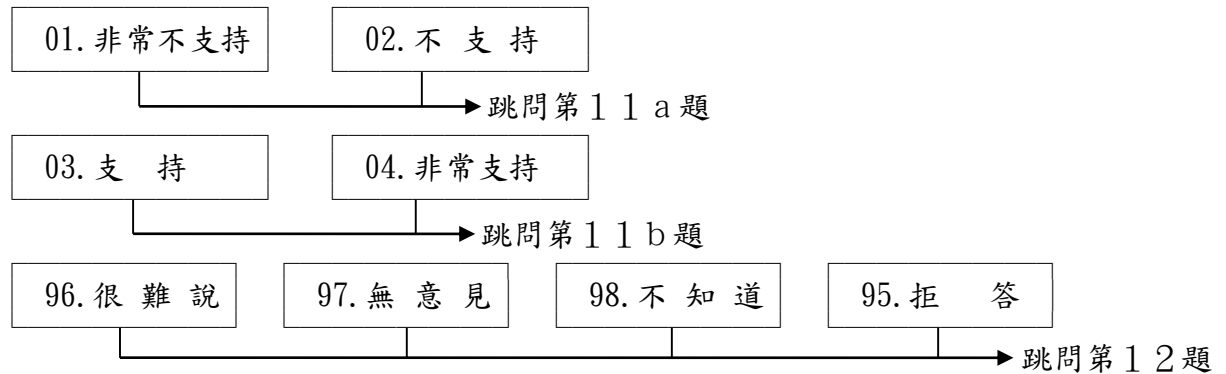 01.非常不支持 02.不 支 持
跳問第１１ａ題
03.支 持 04.非常支持
跳問第１１ｂ題
96.很 難 說 97.無 意 見 98.不 知 道 95.拒 答
跳問第１２題